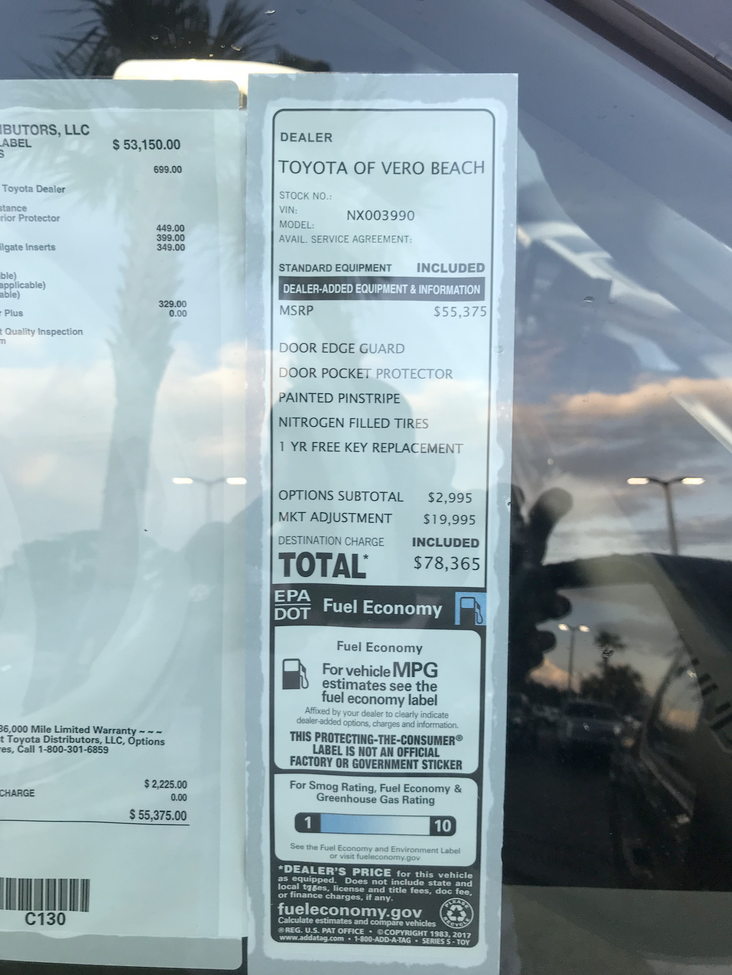 IBUTORS, LLC
LABEL
S
$ 53,150.00
699.00
Toyota Dealer
stance
rior Protector
449.00
399.00
ilgate Inserts
349.00
ble)
applicable)
able)
329.00
r Plus
0.00
t Quality Inspection
m
36,000 Mile Limited Warranty ~ ~ ~
t Toyota Distributors, LLC, Options
res, Call 1-800-301-6859
$ 2,225.00
CHARGE
0.00
$ 55,375.00
C130
DEALER
TOYOTA OF VERO BEACH
STOCK NO.:
VIN:
NX003990
MODEL:
AVAIL. SERVICE AGREEMENT:
STANDARD EQUIPMENT INCLUDED
DEALER-ADDED EQUIPMENT & INFORMATION
MSRP $55,375
DOOR EDGE GUARD
DOOR POCKET PROTECTOR
PAINTED PINSTRIPE
NITROGEN FILLED TIRES
1 YR FREE KEY REPLACEMENT
OPTIONS SUBTOTAL $2,995
MKT ADJUSTMENT $19,995
DESTINATION CHARGE INCLUDED
TOTAL* $78,365
EPA
DOT
Fuel Economy
Fuel Economy
For vehicle MPG
estimates see the
fuel economy label
Affixed by your dealer to clearly indicate
dealer-added options, charges and information.
THIS PROTECTING-THE-CONSUMER®
LABEL IS NOT AN OFFICIAL
FACTORY OR GOVERNMENT STICKER
For Smog Rating, Fuel Economy &
Greenhouse Gas Rating
1 10
See the Fuel Economy and Environment Label
or visit fueleconomy.gov
*DEALER'S PRICE for this vehicle
as equipped. Does not include state and
local taxes, license and title fees, doc fee,
or finance charges, if any.
fueleconomy.gov
Calculate estimates and compare vehicles
PLEASE
RECYCLE
®REG. U.S. PAT OFFICE • ©COPYRIGHT 1983, 2017
www.addatag.com • 1-800-ADD-A-TAG • SERIES S - TOY